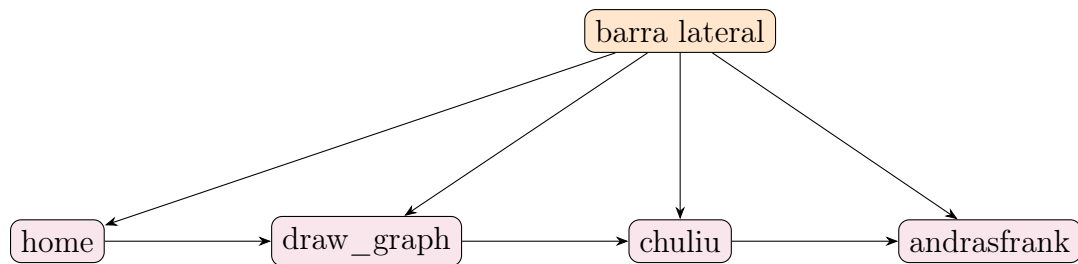 barra lateral
home
draw_graph
chuliu
andrasfrank